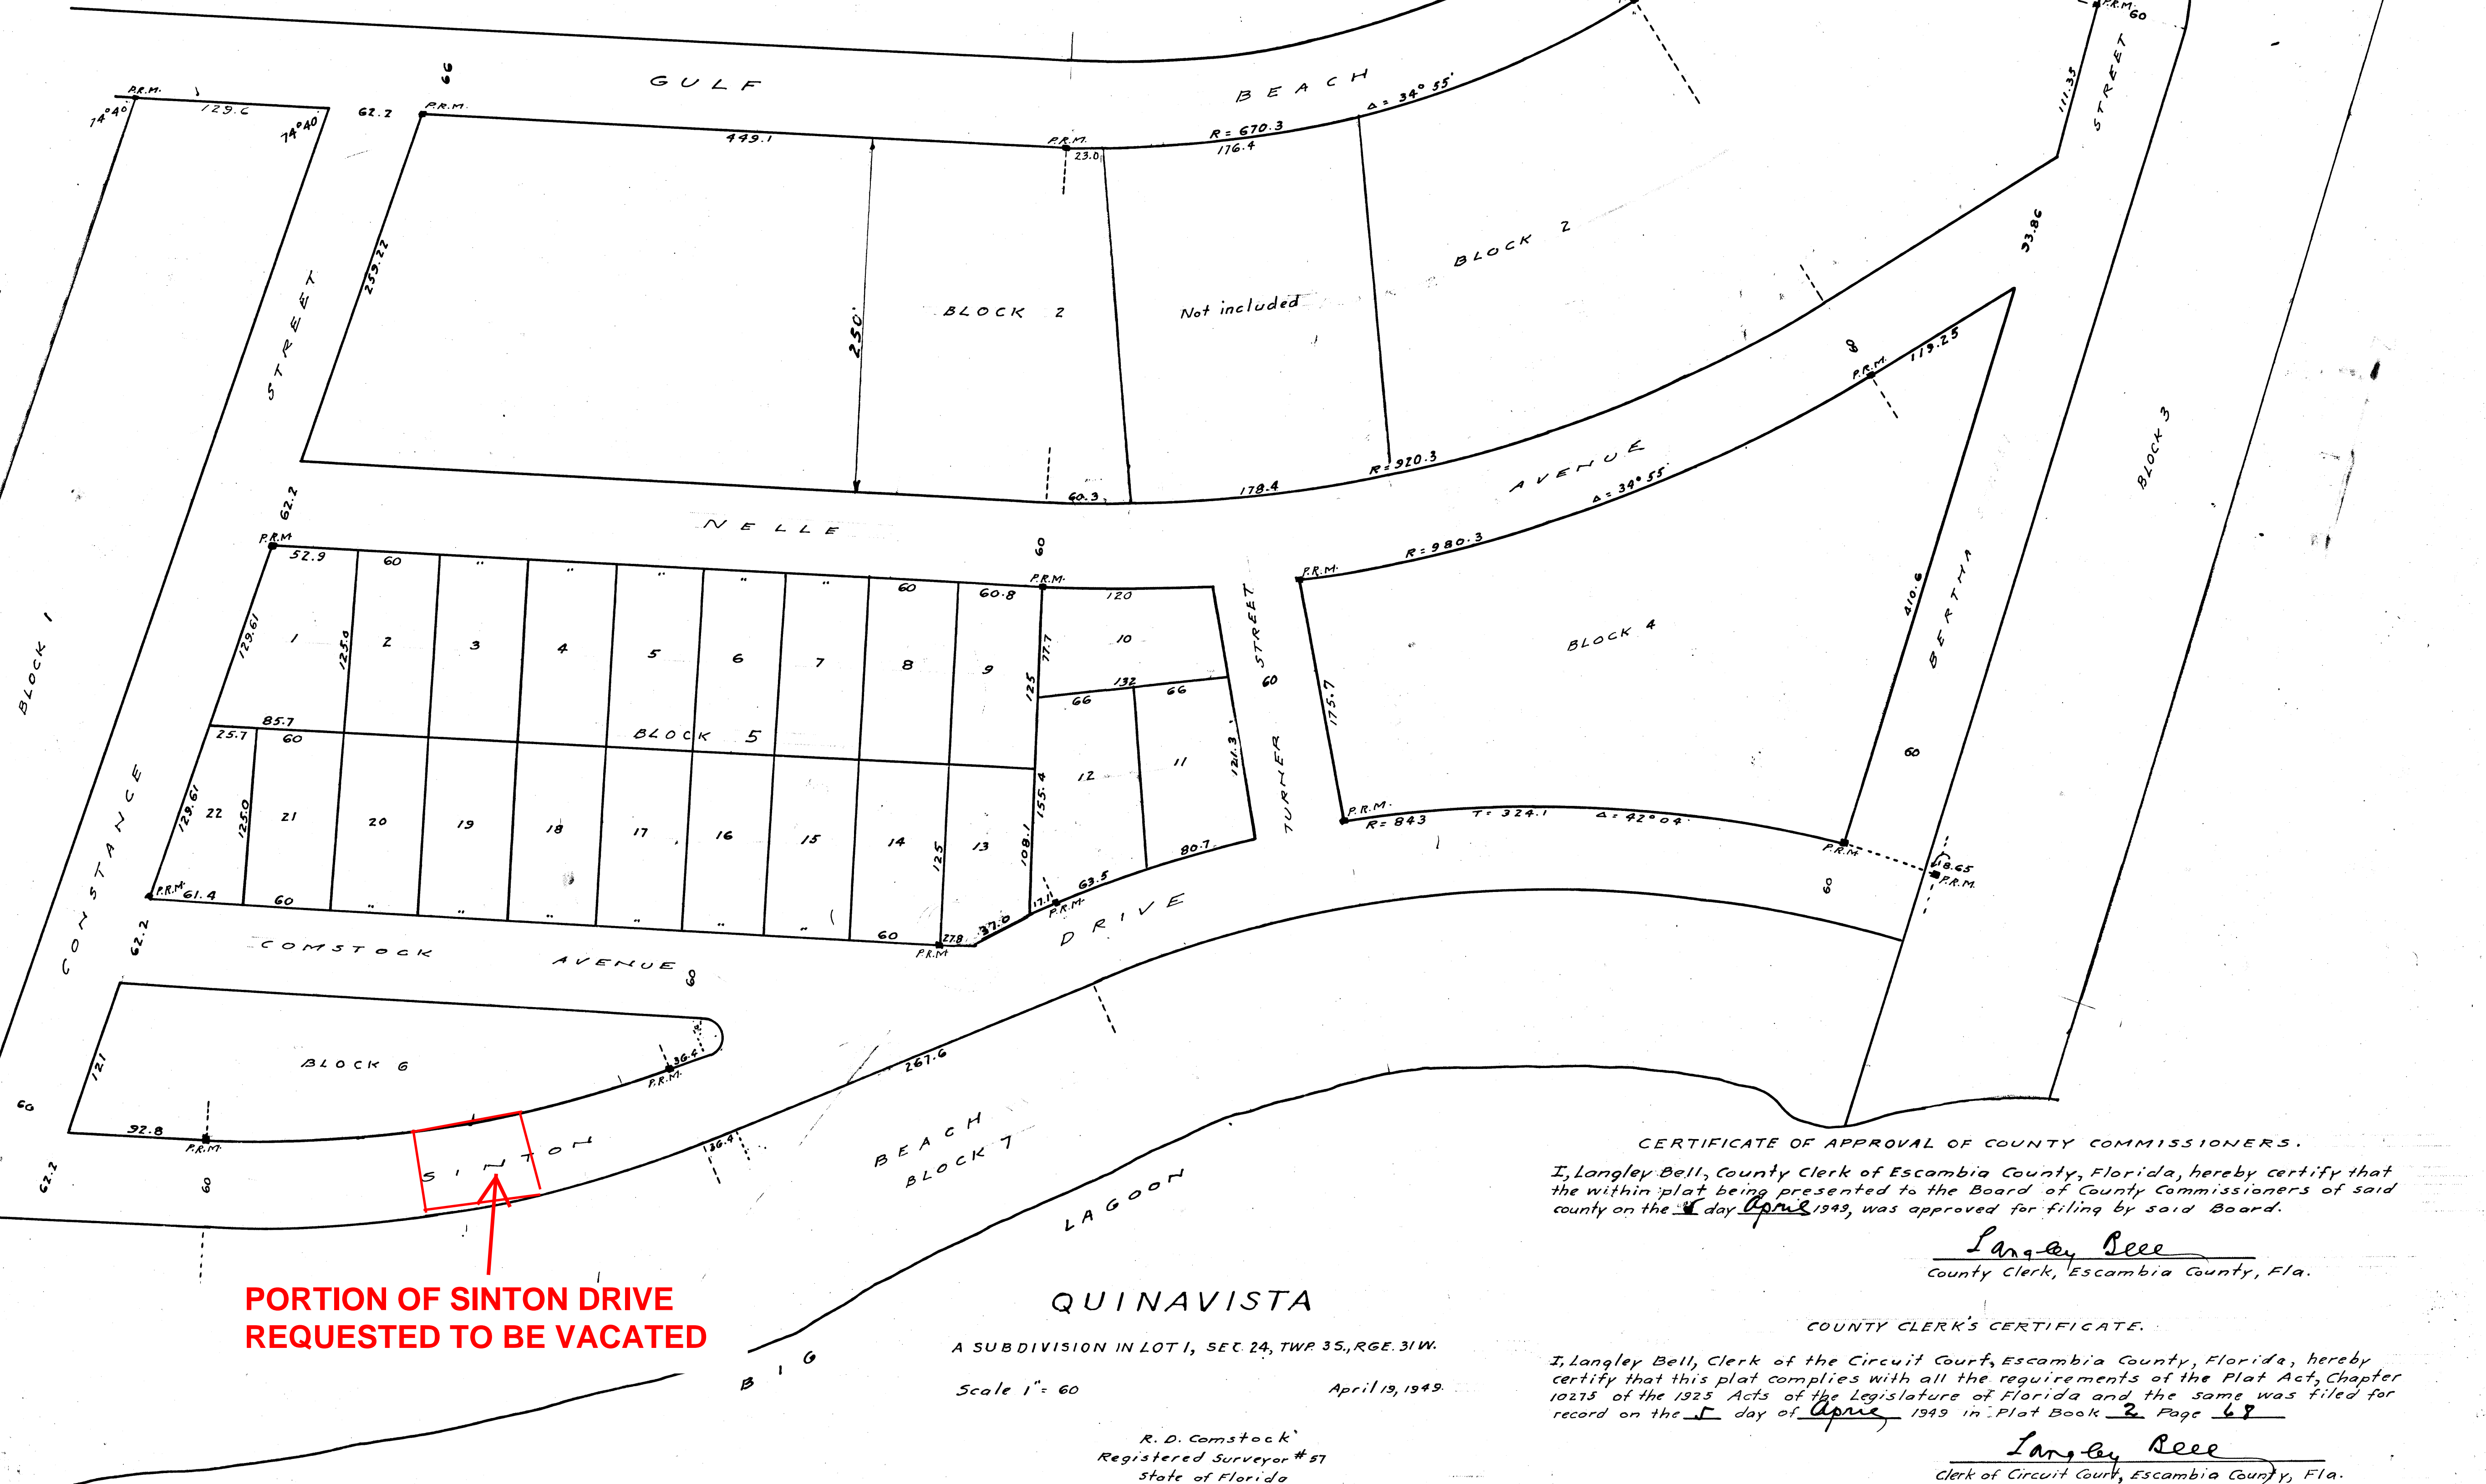 P.R.M.
60
66
GULF
BEACH
Δ = 34° 55'
111.35
STREET
P.R.M.
129.6
74°40'
74°40'
62.2
P.R.M.
449.1
P.R.M.
23.0
R = 670.3
176.4
259.22
250'
BLOCK 2
Not included
BLOCK 2
93.86
STREET
60
P.R.M.
119.25
BLOCK 3
62.2
60.3
178.4
R = 920.3
AVENUE
Δ = 34° 55'
NELLE
P.R.M.
52.9
60
"
"
"
"
"
60
60.8
60
P.R.M.
120
R = 980.3
P.R.M.
STREET
410.6
BERTHA
BLOCK 1
129.61
1
125.0
2
3
4
5
6
7
8
9
77.7
125
10
132
66
66
60
BLOCK 4
175.7
85.7
25.7
60
BLOCK 5
12
11
121.3
TURNER
60
CONSTANCE
129.61
22
125.0
21
20
19
18
17
16
15
14
125
13
108.1
155.4
P.R.M.
R = 843
T = 324.1
Δ = 42° 04'
P.R.M.
18.65
P.R.M.
60
80.7
63.5
17.1
P.R.M.
37.0
27.8
P.R.M.
60
"
"
"
"
"
"
60
61.4
P.R.M.
62.2
COMSTOCK
AVENUE
60
DRIVE
BLOCK 6
121
36.4
P.R.M.
267.6
60
92.8
P.R.M.
62.2
60
SINTON
136.4
BEACH
BLOCK 7
BIG
LAGOON
PORTION OF SINTON DRIVE
REQUESTED TO BE VACATED
QUINAVISTA
A SUBDIVISION IN LOT 1, SEC. 24, TWP. 3S., RGE. 31W.
Scale 1" = 60
April 19, 1949.
R. D. Comstock
Registered Surveyor #57
State of Florida
CERTIFICATE OF APPROVAL OF COUNTY COMMISSIONERS.
I, Langley Bell, County Clerk of Escambia County, Florida, hereby certify that
the within plat being presented to the Board of County Commissioners of said
county on the day April 1949, was approved for filing by said Board.
Langley Bell
County Clerk, Escambia County, Fla.
COUNTY CLERK'S CERTIFICATE.
I, Langley Bell, Clerk of the Circuit Court, Escambia County, Florida, hereby
certify that this plat complies with all the requirements of the Plat Act, Chapter
10275 of the 1925 Acts of the Legislature of Florida and the same was filed for
record on the 5 day of April 1949 in Plat Book 2 Page
Langley Bell
Clerk of Circuit Court, Escambia County, Fla.